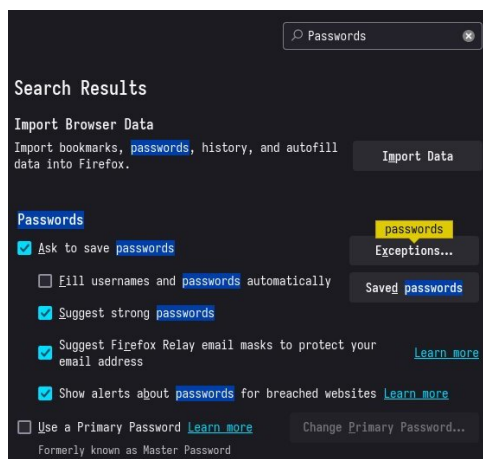 Passwords
Search Results
Import Browser Data
Import bookmarks, passwords, history, and autofill
data into Firefox.
Import Data
Passwords
passwords
Ask to save passwords
Exceptions...
Fill usernames and passwords automatically
Saved passwords
Suggest strong passwords
Suggest Firefox Relay email masks to protect your
email address
Learn more
Show alerts about passwords for breached websites Learn more
Use a Primary Password Learn more
Change Primary Password...
Formerly known as Master Password